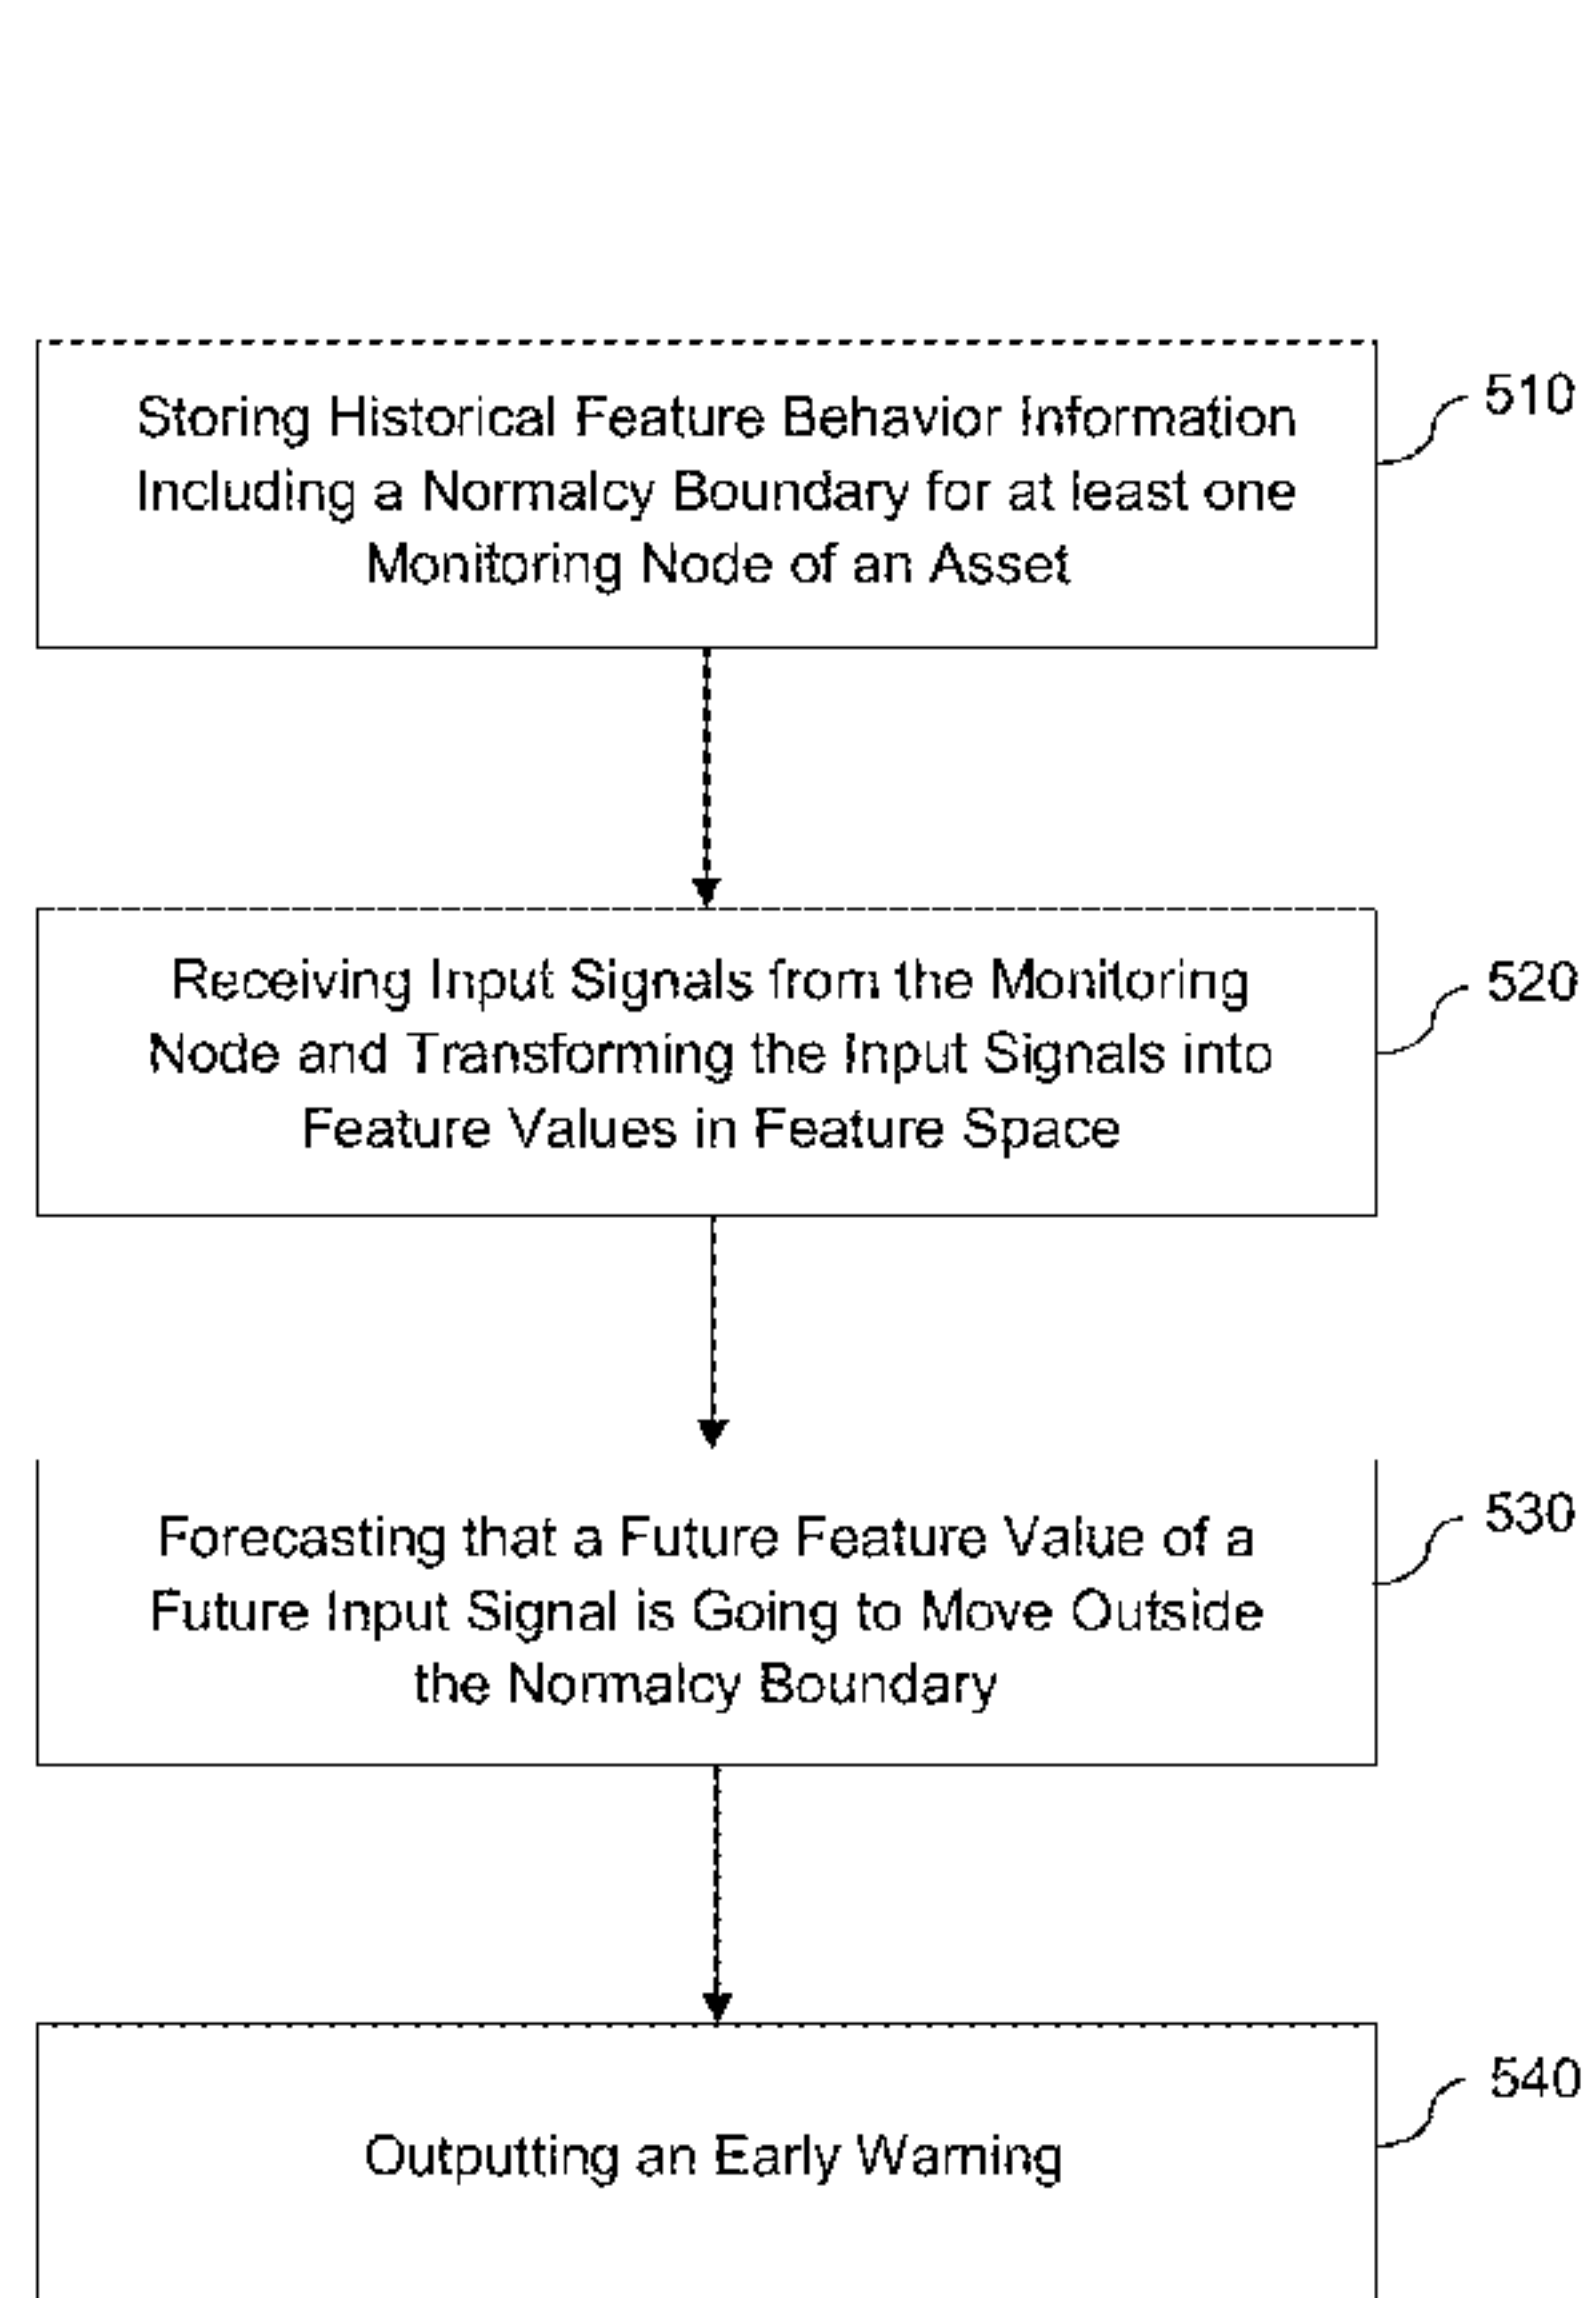 Storing Historical Feature Behavior Information
510
Including a Normalcy Boundary for at least one
Monitoring Node of an Asset
Receiving Input Signals from the Monitoring
520
Node and Transforming the Input Signals into
Feature Values in Feature Space
Forecasting that a Future Feature Value of a
530
Future Input Signal is Going to Move Outside
the Normalcy Boundary
540
Outputting an Early Warning